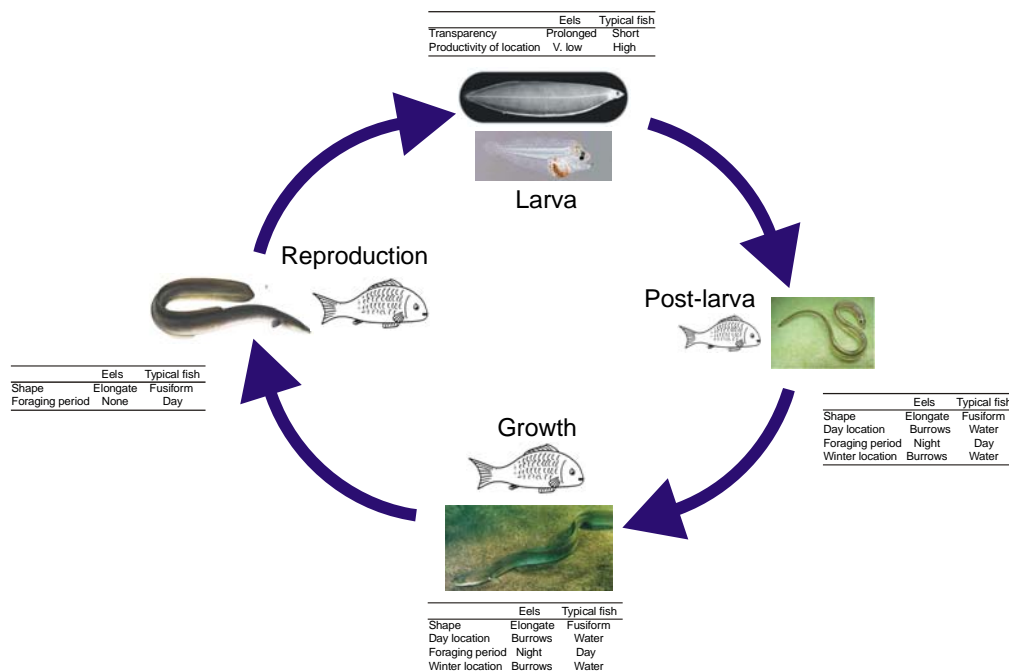 Eels Typical fish
Transparency Prolonged Short
Productivity of location V. low High
Larva
Reproduction
Post-larva
Eels Typical fish
Shape Elongate Fusiform
Foraging period None Day
Eels Typical fish
Shape Elongate Fusiform
Day location Burrows Water
Foraging period Night Day
Winter location Burrows Water
Growth
Eels Typical fish
Shape Elongate Fusiform
Day location Burrows Water
Foraging period Night Day
Winter location Burrows Water